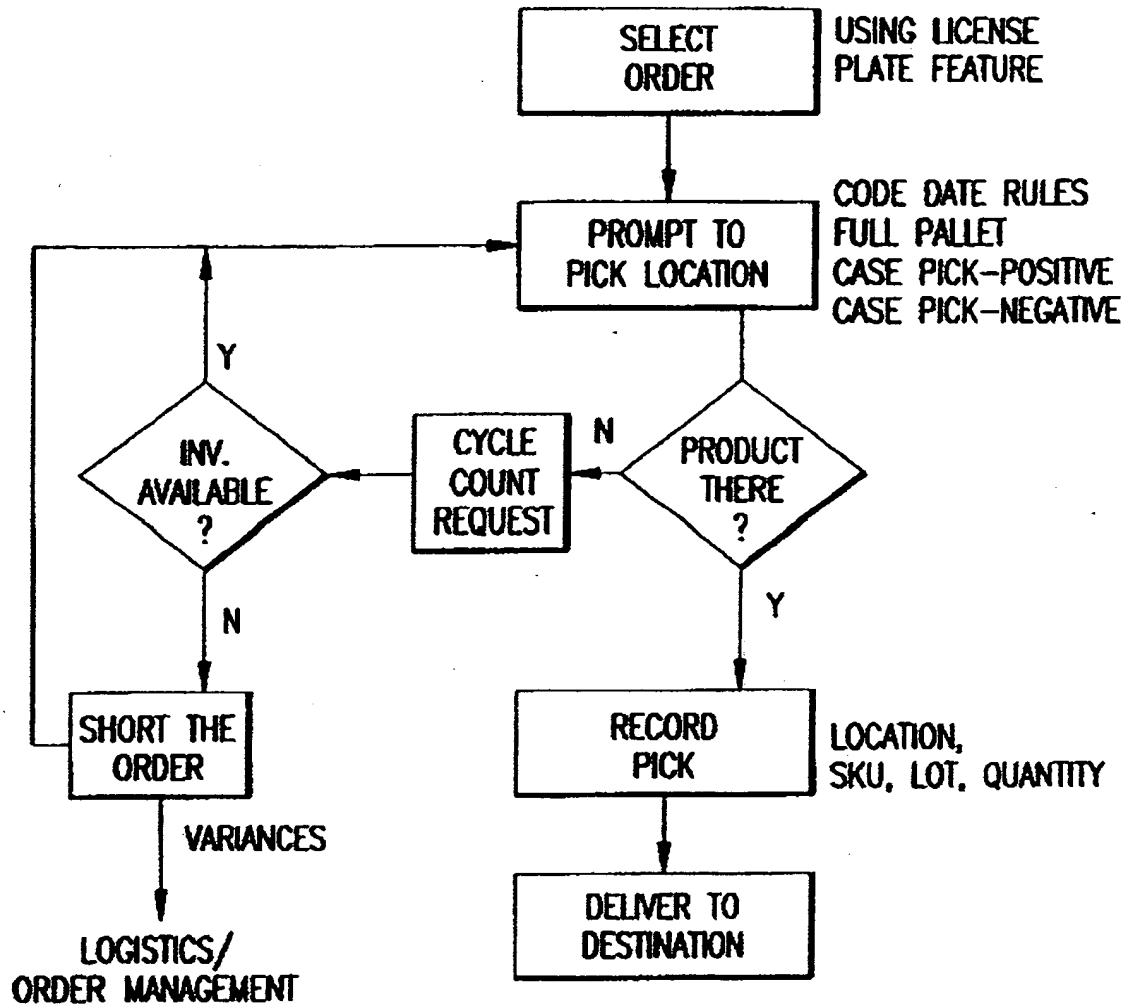 SELECT
ORDER
USING LICENSE
PLATE FEATURE
PROMPT TO
PICK LOCATION
CODE DATE RULES
FULL PALLET
CASE PICK-POSITIVE
CASE PICK-NEGATIVE
Y
INV.
AVAILABLE
?
CYCLE
COUNT
REQUEST
N
PRODUCT
THERE
?
N
Y
SHORT THE
ORDER
RECORD
PICK
LOCATION,
SKU, LOT, QUANTITY
VARIANCES
LOGISTICS/
ORDER MANAGEMENT
DELIVER TO
DESTINATION